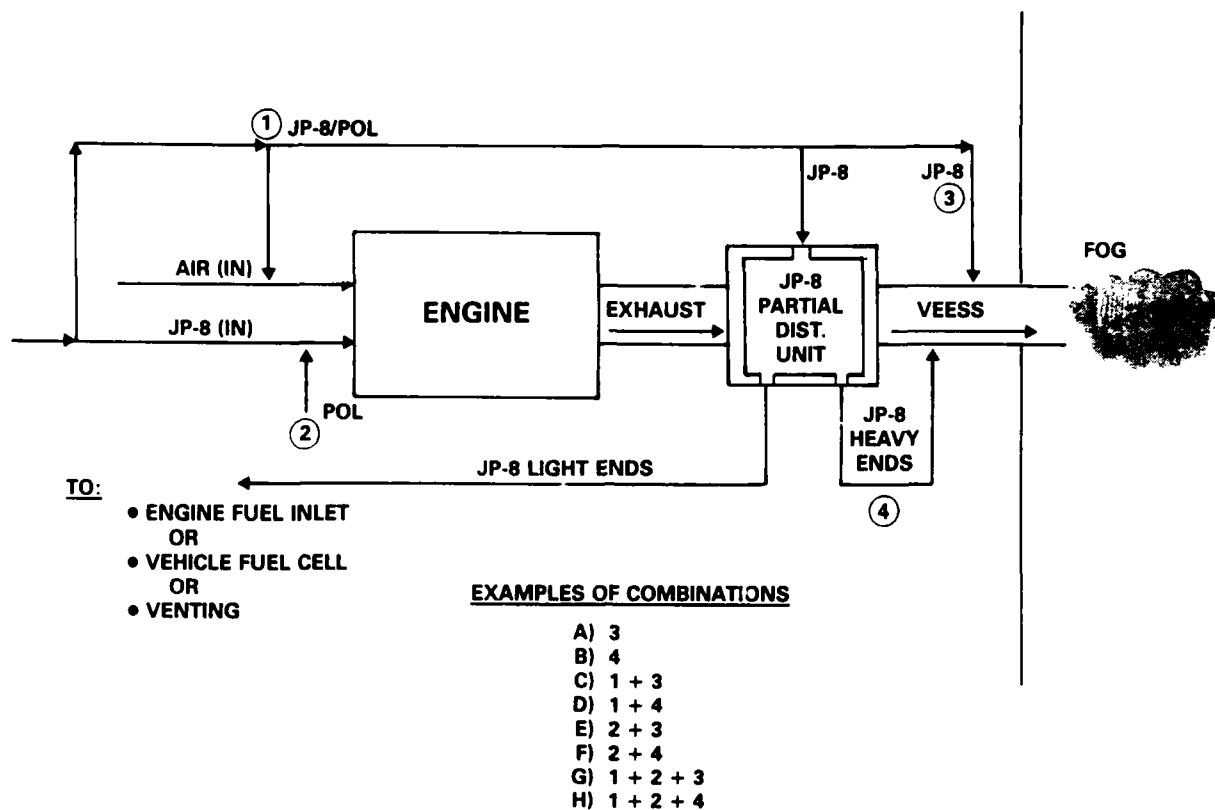 1 JP-8/POL
JP-8
JP-8
3
AIR (IN)
JP-8 (IN)
ENGINE
EXHAUST
JP-8
PARTIAL
DIST.
UNIT
VEESS
FOG
2 POL
JP-8
HEAVY
ENDS
4
JP-8 LIGHT ENDS
TO:
• ENGINE FUEL INLET
OR
• VEHICLE FUEL CELL
OR
• VENTING
EXAMPLES OF COMBINATIONS
A) 3
B) 4
C) 1 + 3
D) 1 + 4
E) 2 + 3
F) 2 + 4
G) 1 + 2 + 3
H) 1 + 2 + 4